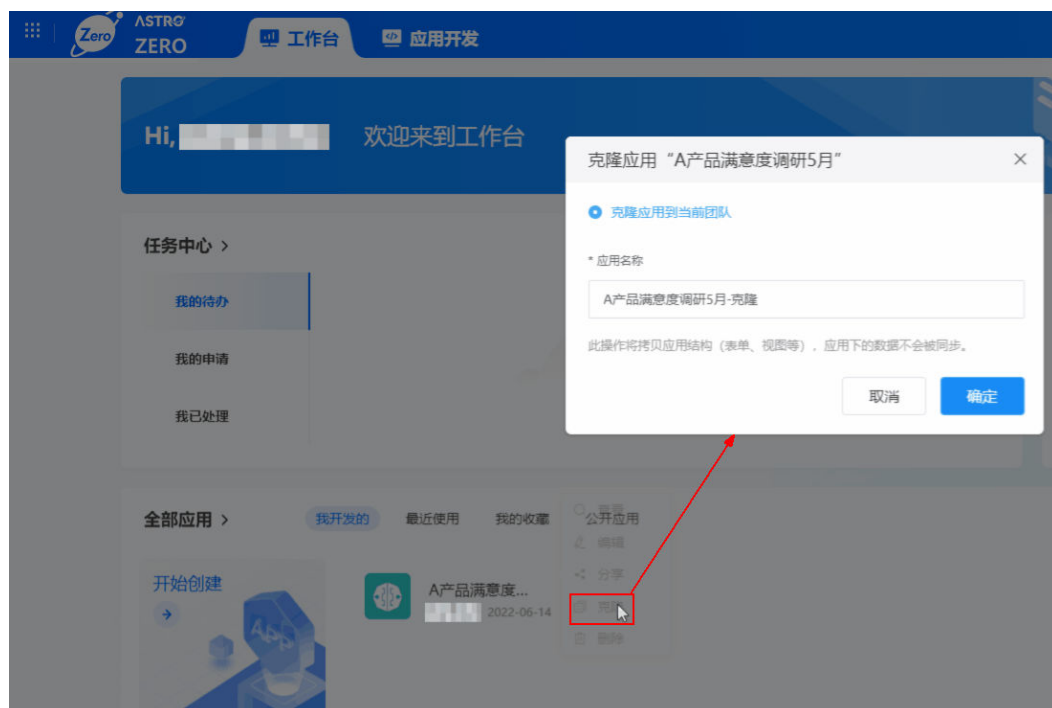 Zero
ASTRO
ZERO
工作台
应用开发
Hi,
欢迎来到工作台
克隆应用“A产品满意度调研5月”
克隆应用到当前团队
任务中心 >
* 应用名称
我的待办
A产品满意度调研5月-克隆
此操作将拷贝应用结构（表单、视图等），应用下的数据不会被同步。
我的申请
取消
确定
我已处理
全部应用 >
我开发的
最近使用
我的收藏
公开应用
编辑
开始创建
分享
A产品满意度...
2022-06-14
克隆
App
删除